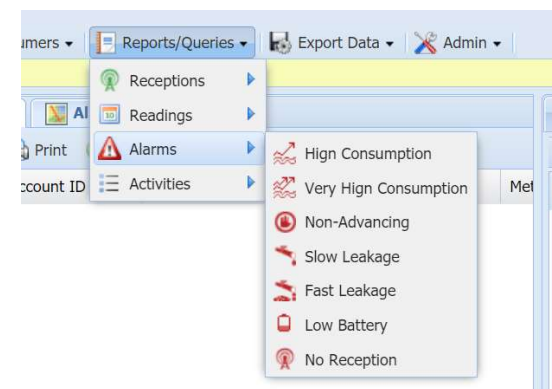 umers Reports/Queries Export Data Admin
Receptions
Al
Readings
Print
Alarms
Hign Consumption
ccount ID
Activities
Very Hign Consumption
Met
Non-Advancing
Slow Leakage
Fast Leakage
Low Battery
No Reception